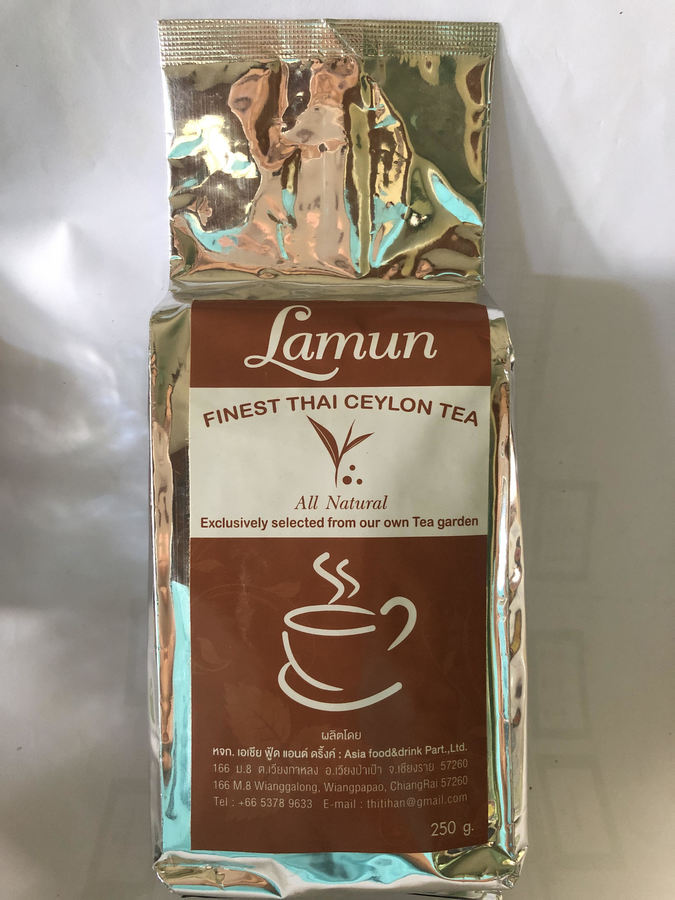 Lamun
FINEST THAI CEYLON TEA
All Natural
Exclusively selected from our own Tea garden
ผลิตโดย
หจก. เอเชีย ฟู๊ด แอนด์ ดริ้งค์ : Asia food&drink Part.,Ltd.
166 ม.8 ต.เวียงกาหลง อ.เวียงป่าเป้า จ.เชียงราย 57260
166 M.8 Wianggalong, Wiangpapao, ChiangRai 57260
Tel : +66 5378 9633 E-mail : thitihan@gmail.com
250 g.